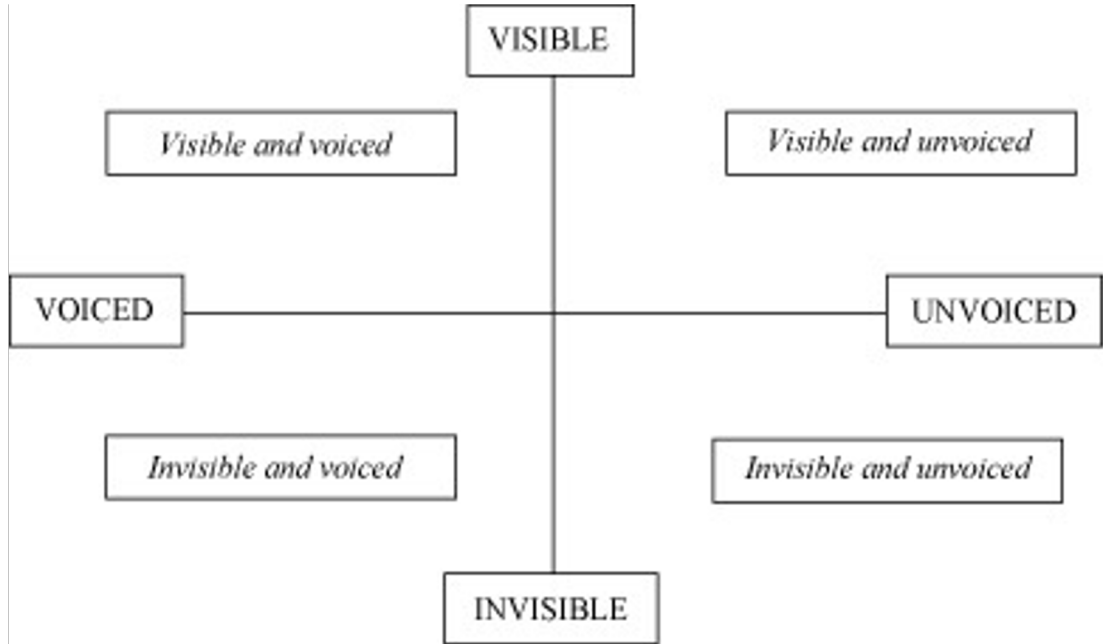 VISIBLE
Visible and voiced
Visible and unvoiced
VOICED
UNVOICED
Invisible and voiced
Invisible and unvoiced
INVISIBLE